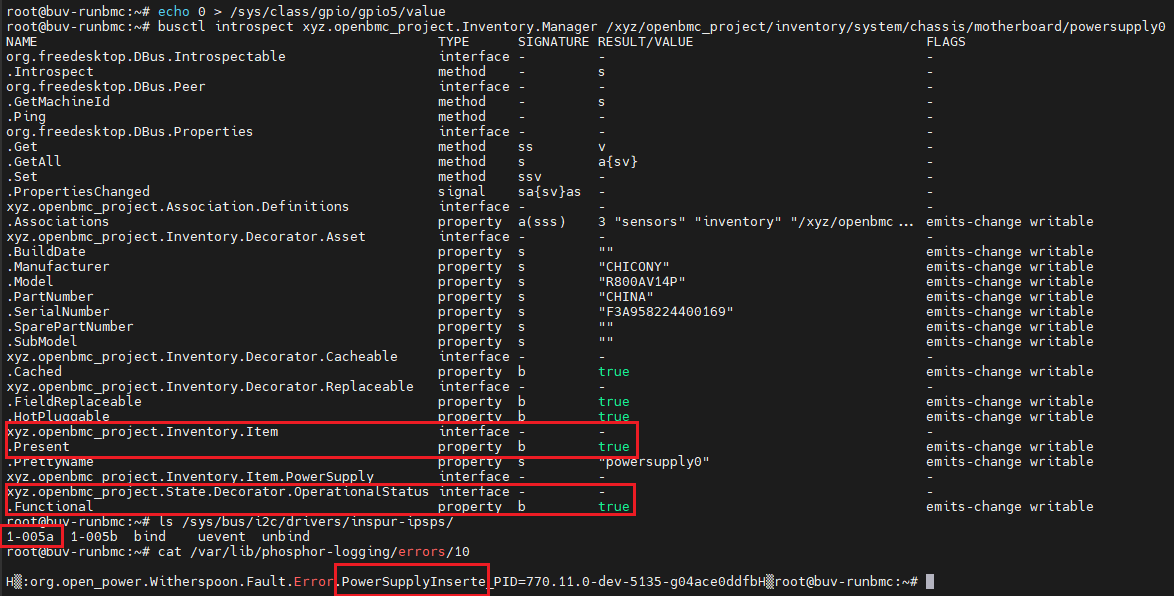 root@buv-runbmc:~# echo 0 > /sys/class/gpio/gpio5/value
root@buv-runbmc:~# busctl introspect xyz.openbmc_project.Inventory.Manager /xyz/openbmc_project/inventory/system/chassis/motherboard/powersupply0
NAME TYPE SIGNATURE RESULT/VALUE FLAGS
org.freedesktop.DBus.Introspectable interface - - -
.Introspect method - s -
org.freedesktop.DBus.Peer interface - - -
.GetMachineId method - s -
.Ping method - - -
org.freedesktop.DBus.Properties interface - - -
.Get method ss v -
.GetAll method s a{sv} -
.Set method ssv - -
.PropertiesChanged signal sa{sv}as - -
xyz.openbmc_project.Association.Definitions interface - - -
.Associations property a(sss) 3 "sensors" "inventory" "/xyz/openbmc ... emits-change writable
xyz.openbmc_project.Inventory.Decorator.Asset interface - - -
.BuildDate property s "" emits-change writable
.Manufacturer property s "CHICONY" emits-change writable
.Model property s "R800AV14P" emits-change writable
.PartNumber property s "CHINA" emits-change writable
.SerialNumber property s "F3A958224400169" emits-change writable
.SparePartNumber property s "" emits-change writable
.SubModel property s "" emits-change writable
xyz.openbmc_project.Inventory.Decorator.Cacheable interface - - -
.Cached property b true emits-change writable
xyz.openbmc_project.Inventory.Decorator.Replaceable interface - - -
.FieldReplaceable property b true emits-change writable
.HotPluggable property b true emits-change writable
xyz.openbmc_project.Inventory.Item interface - - -
.Present property b true emits-change writable
.PrettyName property s "powersupply0" emits-change writable
xyz.openbmc_project.Inventory.Item.PowerSupply interface - - -
xyz.openbmc_project.State.Decorator.OperationalStatus interface - - -
.Functional property b true emits-change writable
root@buv-runbmc:~# ls /sys/bus/i2c/drivers/inspur-ipsps/
1-005a 1-005b bind uevent unbind
root@buv-runbmc:~# cat /var/lib/phosphor-logging/errors/10
H▒:org.open_power.Witherspoon.Fault.Error.PowerSupplyInserte_PID=770.11.0-dev-5135-g04ace0ddfbH▒root@buv-runbmc:~#